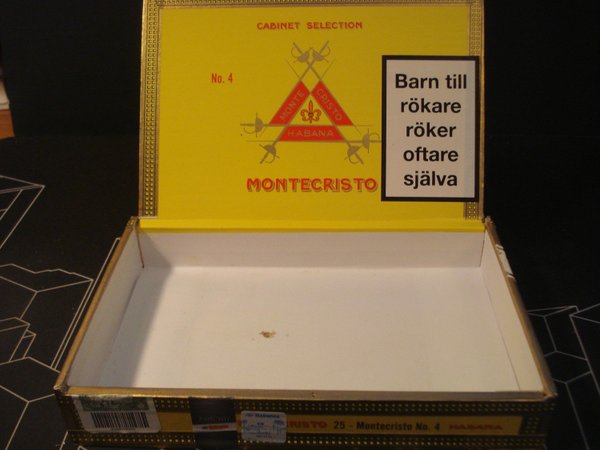 CABINET SELECTION
No. 4
MONTE CRISTO
HABANA
MONTECRISTO
Barn till
rökare
röker
oftare
själva
CRISTO 25 - Montecristo No. 4 HABANA